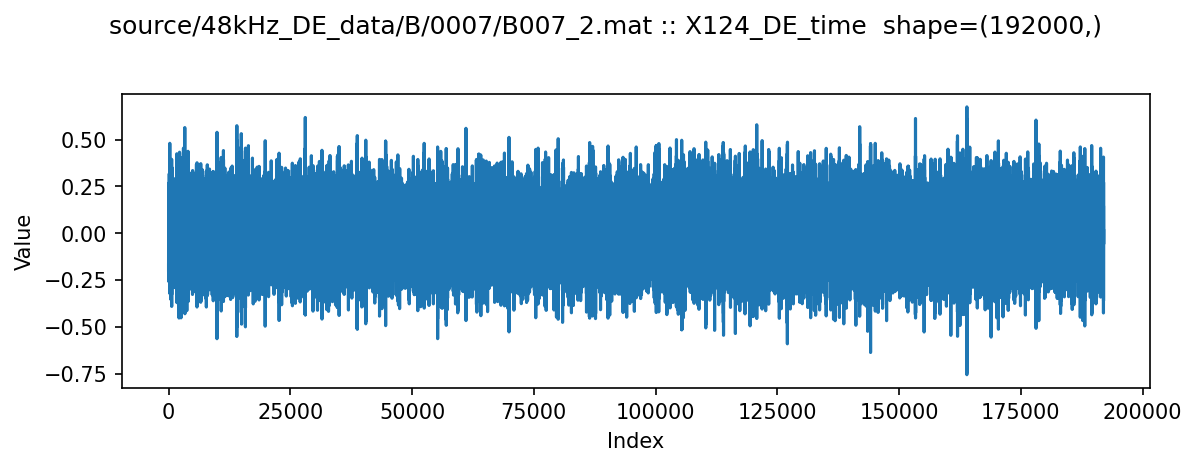 source/48kHz_DE_data/B/0007/B007_2.mat :: X124_DE_time  shape=(192000,)
0.50
0.25
0.00
−0.25
−0.50
−0.75
Value
0 25000 50000 75000 100000 125000 150000 175000 200000
Index